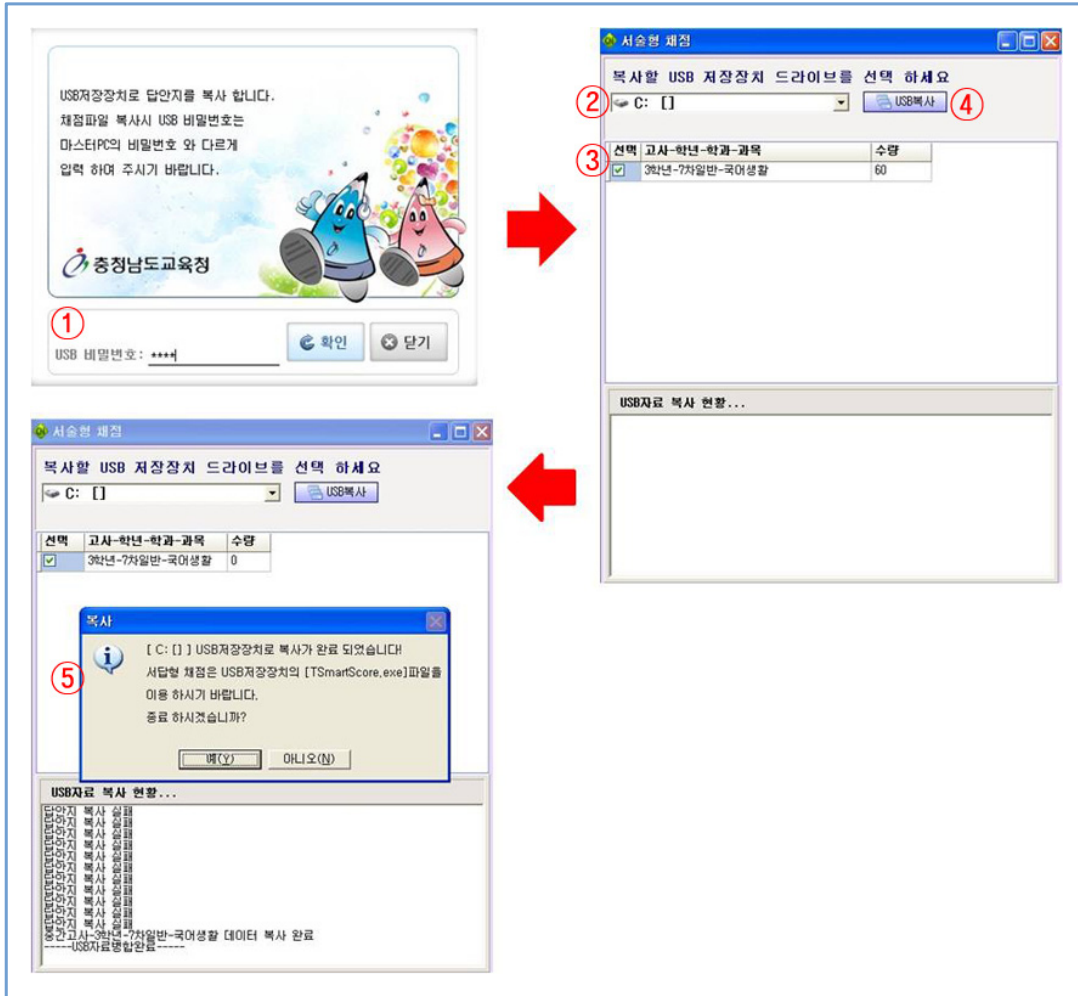 USB저장장치로 답안지를 복사 합니다.
채점파일 복사시 USB 비밀번호는
마스터PC의 비밀번호 와 다르게
입력 하여 주시기 바랍니다.
충청남도교육청
①
USB 비밀번호: ****
확인
닫기
서술형 채점
복사할 USB 저장장치 드라이브를 선택 하세요
② C: [] USB복사 ④
③ 선택 고사-학년-학과-과목 수량
3학년-7차일반-국어생활 60
USB자료 복사 현황...
서술형 채점
복사할 USB 저장장치 드라이브를 선택 하세요
C: [] USB복사
선택 고사-학년-학과-과목 수량
3학년-7차일반-국어생활 0
복사
[ C: [] ] USB저장장치로 복사가 완료 되었습니다!
⑤ 서답형 채점은 USB저장장치의 [TSmartScore.exe]파일을
이용 하시기 바랍니다.
종료 하시겠습니까?
예(Y) 아니오(N)
USB자료 복사 현황...
답안지 복사 실패
답안지 복사 실패
답안지 복사 실패
답안지 복사 실패
답안지 복사 실패
답안지 복사 실패
답안지 복사 실패
답안지 복사 실패
답안지 복사 실패
답안지 복사 실패
답안지 복사 실패
중간고사-3학년-7차일반-국어생활 데이터 복사 완료
-----USB자료병합완료-----